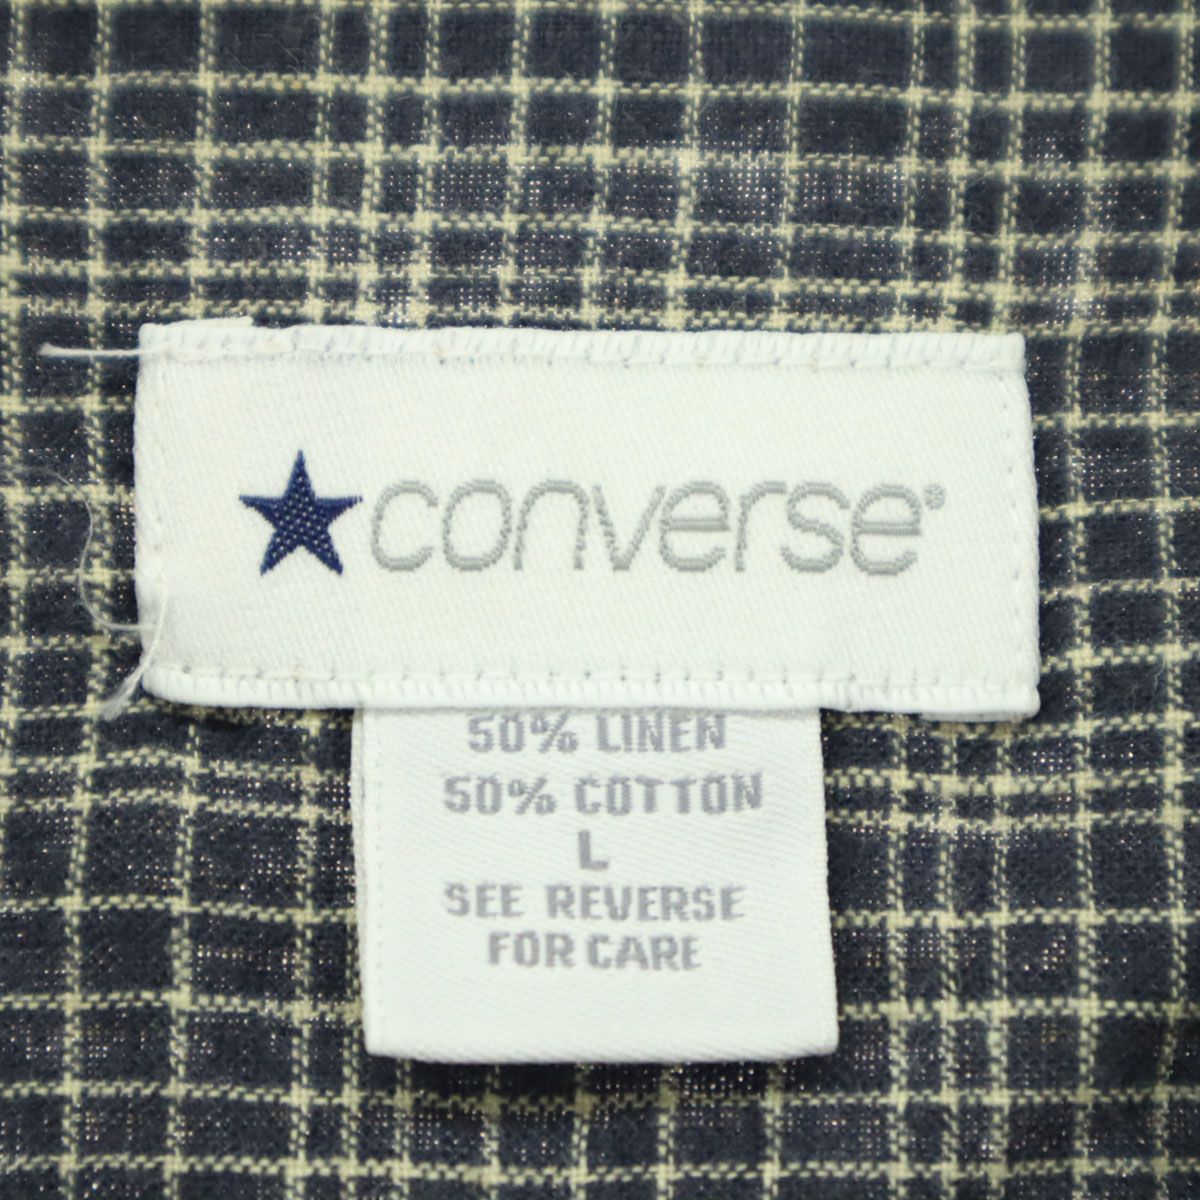 converse®
50% LINEN
50% COTTON
L
SEE REVERSE
FOR CARE